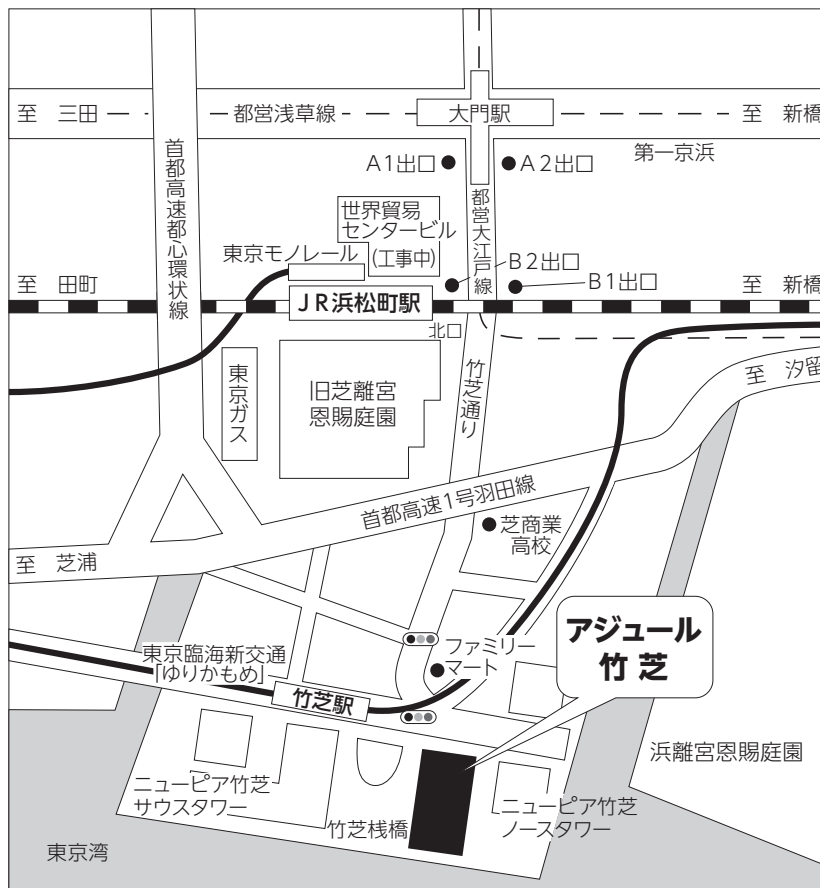 至 三田
都営浅草線
大門駅
至 新橋
第一京浜
A1出口
A2出口
首都高速都心環状線
都営大江戸線
世界貿易
センタービル
(工事中)
東京モノレール
B2出口
B1出口
至 田町
至 新橋
JR浜松町駅
北口
東京ガス
旧芝離宮
恩賜庭園
竹芝通り
至 汐留
首都高速1号羽田線
芝商業
高校
至 芝浦
アジュール
竹芝
東京臨海新交通
「ゆりかもめ」
ファミリー
マート
竹芝駅
浜離宮恩賜庭園
ニューピア竹芝
サウスタワー
竹芝桟橋
ニューピア竹芝
ノースタワー
東京湾